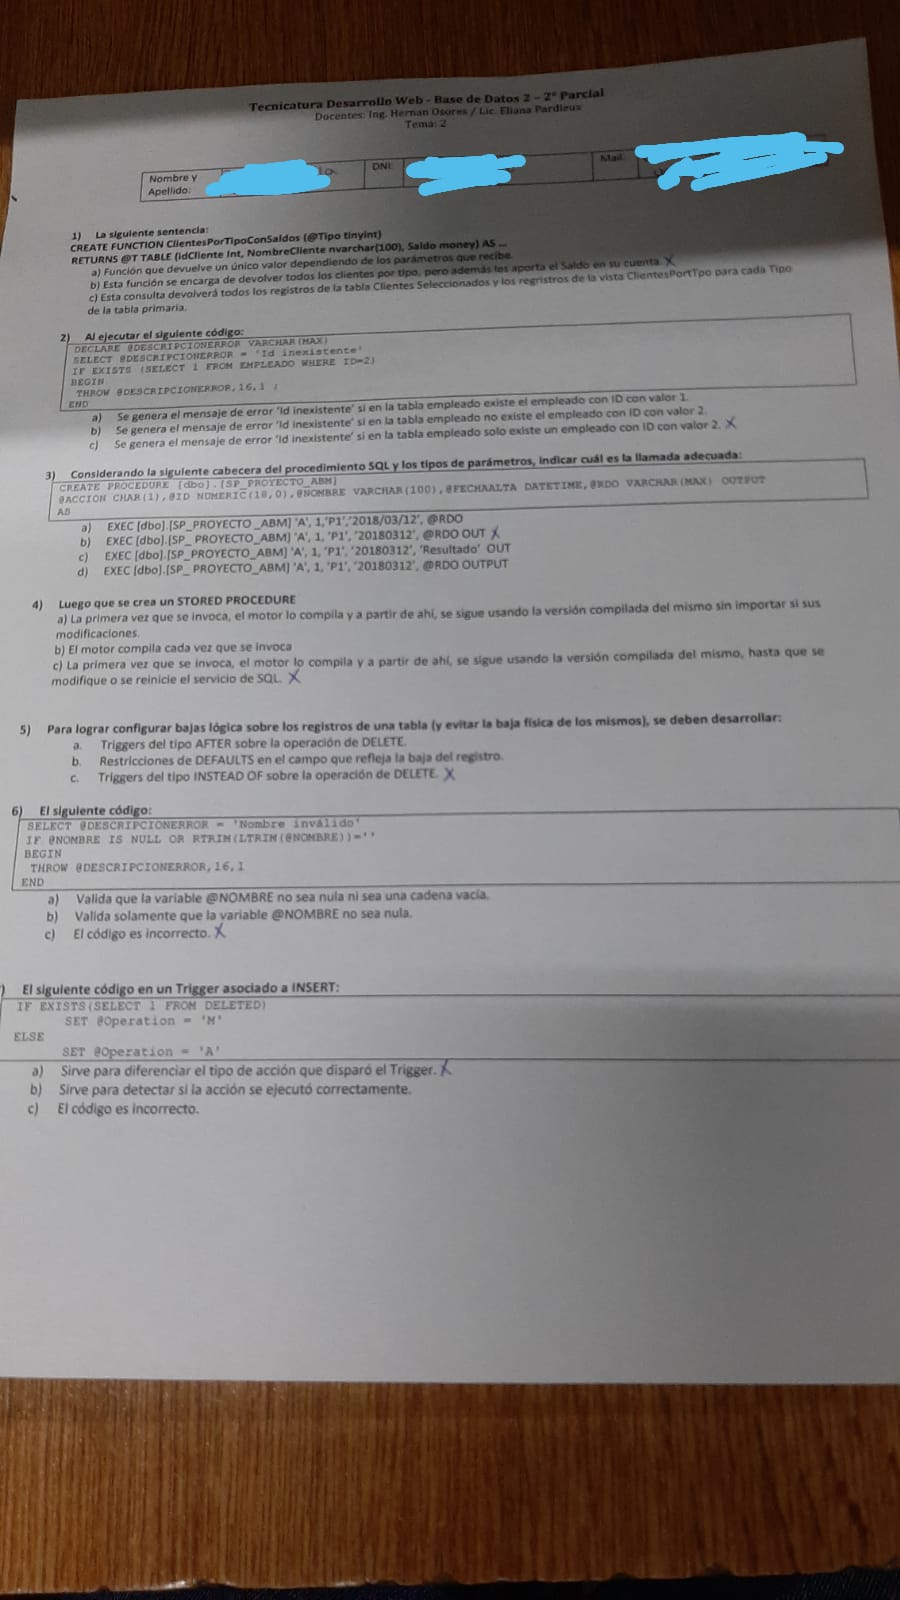 Tecnicatura Desarrollo Web - Base de Datos 2 – 2° Parcial
Docentes: Ing. Hernan Osores / Lic. Eliana Pardieux
Tema: 2
Nombre y Apellido: DNI: Mail:
1) La siguiente sentencia:
CREATE FUNCTION ClientesPorTipoConSaldos (@Tipo tinyint)
RETURNS @T TABLE (idCliente Int, NombreCliente nvarchar(100), Saldo money) AS ...
a) Función que devuelve un único valor dependiendo de los parámetros que recibe.
b) Esta función se encarga de devolver todos los clientes por tipo, pero además les aporta el Saldo en su cuenta. X
c) Esta consulta devolverá todos los registros de la tabla Clientes Seleccionados y los regristros de la vista ClientesPortTpo para cada Tipo
de la tabla primaria.
2) Al ejecutar el siguiente código:
DECLARE @DESCRIPCIONERROR VARCHAR(MAX)
SELECT @DESCRIPCIONERROR = 'Id inexistente'
IF EXISTS (SELECT 1 FROM EMPLEADO WHERE ID=2)
BEGIN
THROW @DESCRIPCIONERROR,16,1 ;
END
a) Se genera el mensaje de error 'Id inexistente' si en la tabla empleado existe el empleado con ID con valor 1.
b) Se genera el mensaje de error 'Id inexistente' si en la tabla empleado no existe el empleado con ID con valor 2.
c) Se genera el mensaje de error 'Id inexistente' si en la tabla empleado solo existe un empleado con ID con valor 2. X
3) Considerando la siguiente cabecera del procedimiento SQL y los tipos de parámetros, indicar cuál es la llamada adecuada:
CREATE PROCEDURE [dbo].[SP_PROYECTO_ABM]
@ACCION CHAR(1),@ID NUMERIC(18,0),@NOMBRE VARCHAR(100),@FECHAALTA DATETIME,@RDO VARCHAR(MAX) OUTPUT
AS
a) EXEC [dbo].[SP_PROYECTO_ABM] 'A', 1,'P1','2018/03/12', @RDO
b) EXEC [dbo].[SP_ PROYECTO_ABM] 'A', 1, 'P1', '20180312', @RDO OUT X
c) EXEC [dbo].[SP_PROYECTO_ABM] 'A', 1, 'P1', '20180312', 'Resultado' OUT
d) EXEC [dbo].[SP_ PROYECTO_ABM] 'A', 1, 'P1', '20180312', @RDO OUTPUT
4) Luego que se crea un STORED PROCEDURE
a) La primera vez que se invoca, el motor lo compila y a partir de ahí, se sigue usando la versión compilada del mismo sin importar si sus
modificaciones.
b) El motor compila cada vez que se invoca
c) La primera vez que se invoca, el motor lo compila y a partir de ahí, se sigue usando la versión compilada del mismo, hasta que se
modifique o se reinicie el servicio de SQL. X
5) Para lograr configurar bajas lógica sobre los registros de una tabla (y evitar la baja física de los mismos), se deben desarrollar:
a. Triggers del tipo AFTER sobre la operación de DELETE.
b. Restricciones de DEFAULTS en el campo que refleja la baja del registro.
c. Triggers del tipo INSTEAD OF sobre la operación de DELETE. X
6) El siguiente código:
SELECT @DESCRIPCIONERROR = 'Nombre inválido'
IF @NOMBRE IS NULL OR RTRIM(LTRIM(@NOMBRE))=''
BEGIN
THROW @DESCRIPCIONERROR,16,1
END
a) Valida que la variable @NOMBRE no sea nula ni sea una cadena vacía.
b) Valida solamente que la variable @NOMBRE no sea nula.
c) El código es incorrecto. X
) El siguiente código en un Trigger asociado a INSERT:
IF EXISTS(SELECT 1 FROM DELETED)
SET @Operation = 'M'
ELSE
SET @Operation = 'A'
a) Sirve para diferenciar el tipo de acción que disparó el Trigger. X
b) Sirve para detectar si la acción se ejecutó correctamente.
c) El código es incorrecto.